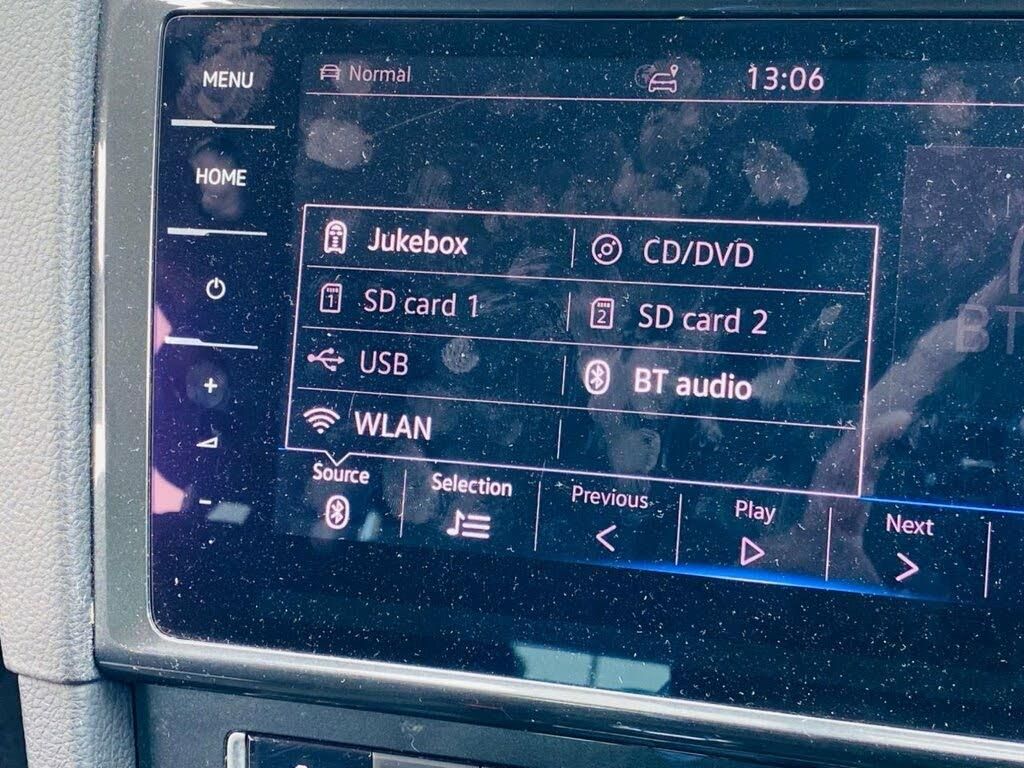 MENU
Normal
13:06
HOME
Jukebox
CD/DVD
SD card 1
SD card 2
USB
BT audio
WLAN
BT
Source
Selection
Previous
Play
Next
+
-